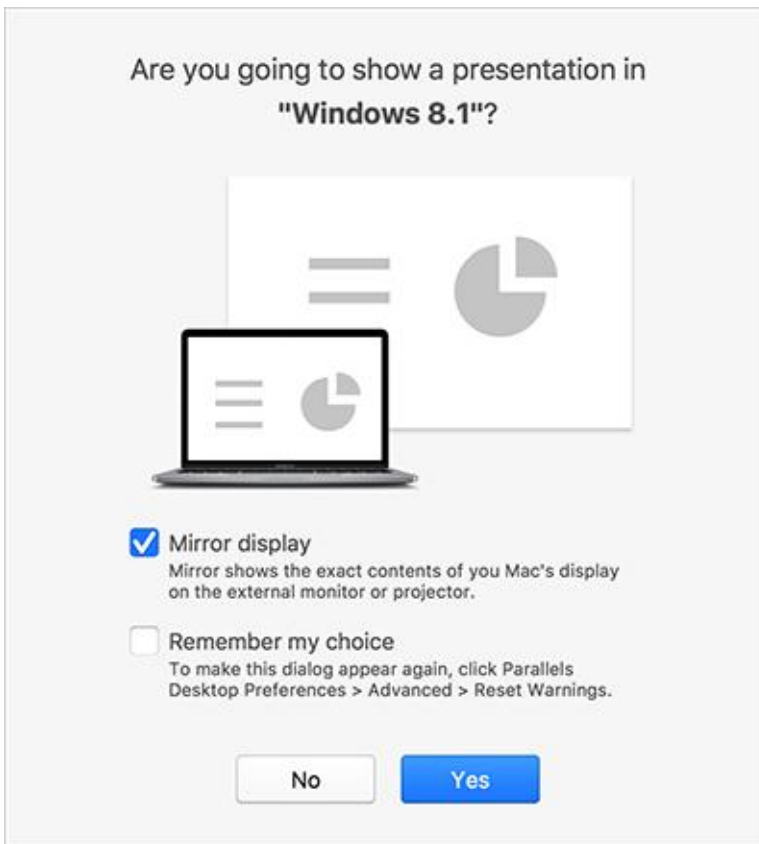 Are you going to show a presentation in
"Windows 8.1"?
Mirror display
Mirror shows the exact contents of you Mac's display
on the external monitor or projector.
Remember my choice
To make this dialog appear again, click Parallels
Desktop Preferences > Advanced > Reset Warnings.
No
Yes